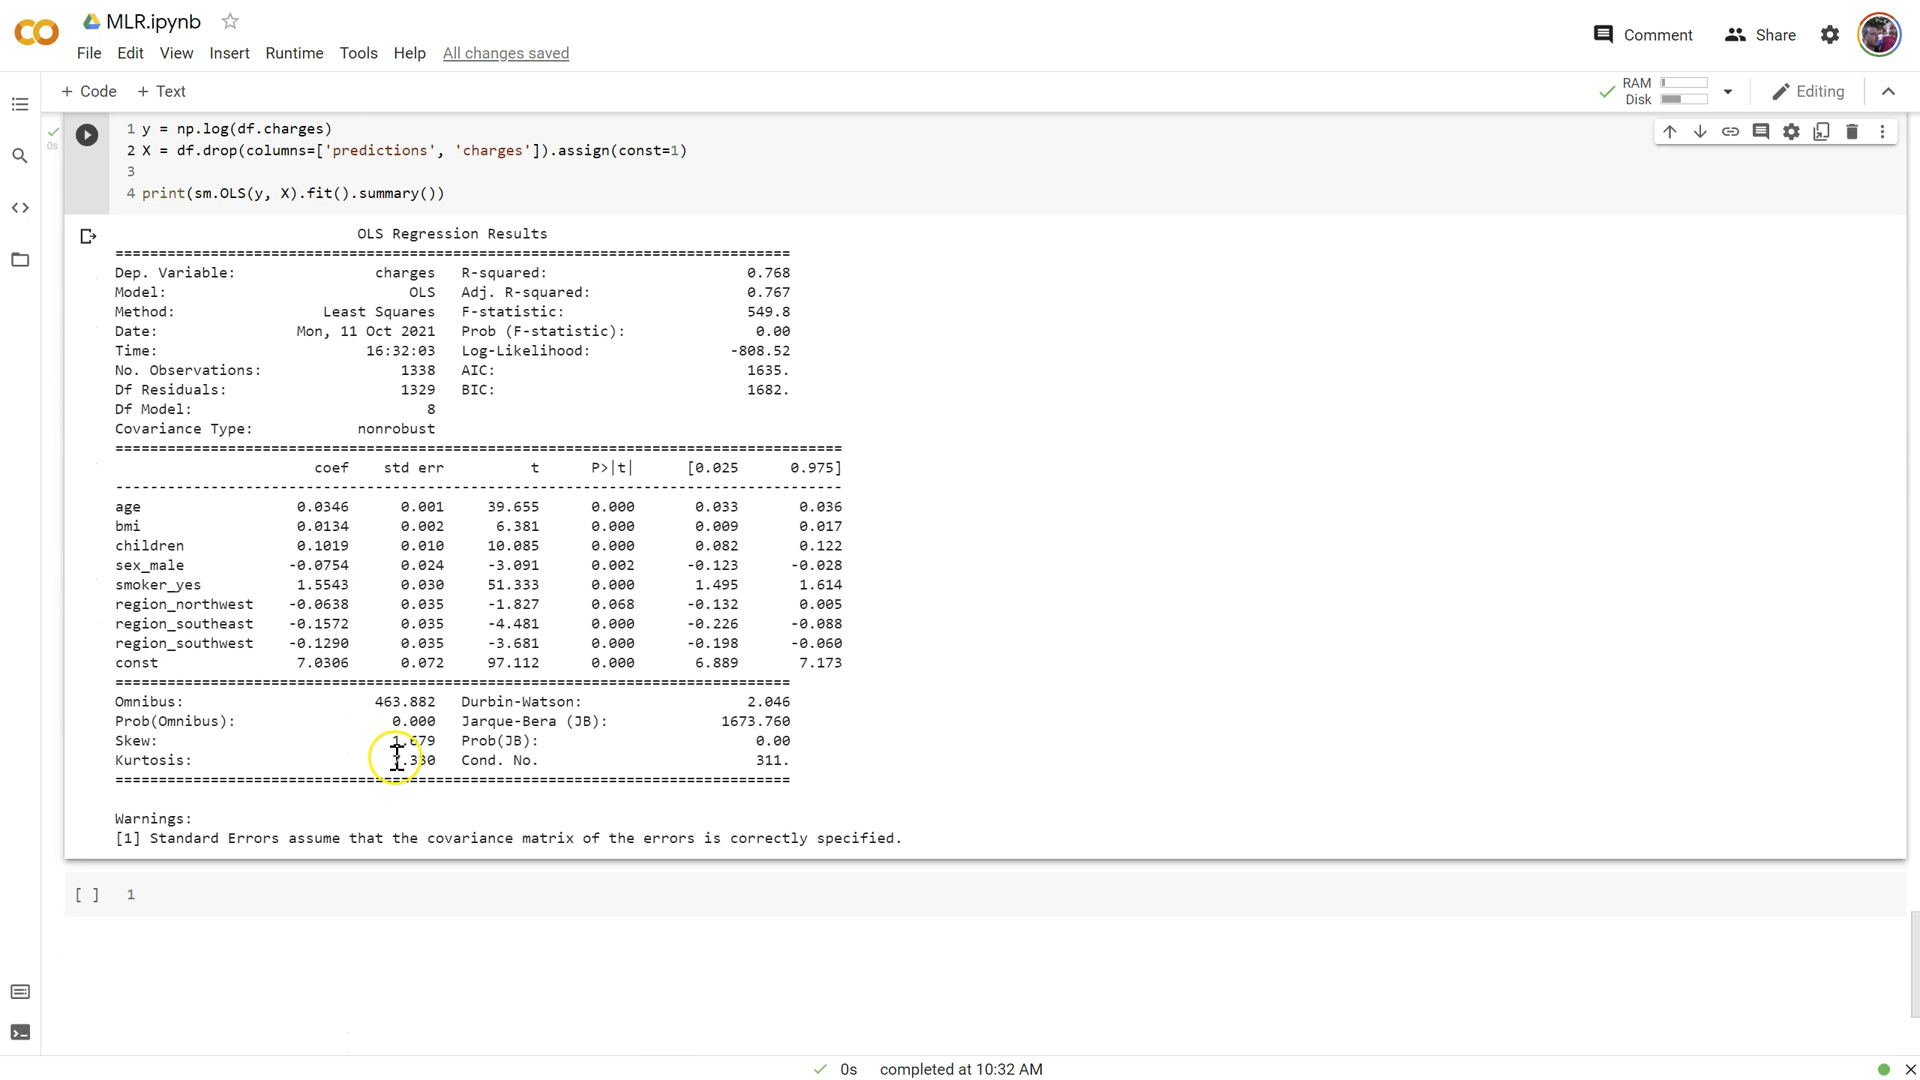 MLR.ipynb
File Edit View Insert Runtime Tools Help All changes saved
Comment Share
+ Code + Text
RAM
Disk
Editing
0s
1 y = np.log(df.charges)
2 X = df.drop(columns=['predictions', 'charges']).assign(const=1)
3
4 print(sm.OLS(y, X).fit().summary())
OLS Regression Results
==============================================================================
Dep. Variable: charges R-squared: 0.768
Model: OLS Adj. R-squared: 0.767
Method: Least Squares F-statistic: 549.8
Date: Mon, 11 Oct 2021 Prob (F-statistic): 0.00
Time: 16:32:03 Log-Likelihood: -808.52
No. Observations: 1338 AIC: 1635.
Df Residuals: 1329 BIC: 1682.
Df Model: 8
Covariance Type: nonrobust
====================================================================================
coef std err t P>|t| [0.025 0.975]
------------------------------------------------------------------------------------
age 0.0346 0.001 39.655 0.000 0.033 0.036
bmi 0.0134 0.002 6.381 0.000 0.009 0.017
children 0.1019 0.010 10.085 0.000 0.082 0.122
sex_male -0.0754 0.024 -3.091 0.002 -0.123 -0.028
smoker_yes 1.5543 0.030 51.333 0.000 1.495 1.614
region_northwest -0.0638 0.035 -1.827 0.068 -0.132 0.005
region_southeast -0.1572 0.035 -4.481 0.000 -0.226 -0.088
region_southwest -0.1290 0.035 -3.681 0.000 -0.198 -0.060
const 7.0306 0.072 97.112 0.000 6.889 7.173
==============================================================================
Omnibus: 463.882 Durbin-Watson: 2.046
Prob(Omnibus): 0.000 Jarque-Bera (JB): 1673.760
Skew: 1.679 Prob(JB): 0.00
Kurtosis: 7.330 Cond. No. 311.
==============================================================================
Warnings:
[1] Standard Errors assume that the covariance matrix of the errors is correctly specified.
[ ] 1
0s completed at 10:32 AM